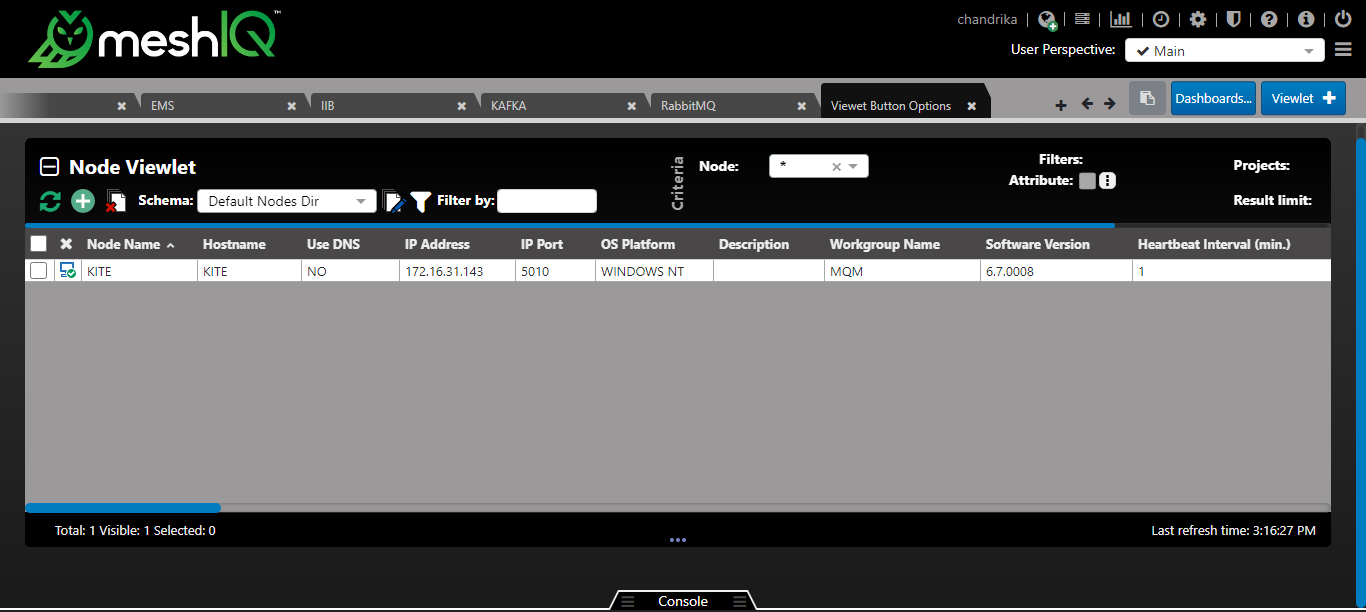 meshIQ™
chandrika
User Perspective: Main
EMS IIB KAFKA RabbitMQ Viewet Button Options Dashboards... Viewlet
Node Viewlet
Criteria
Node: *
Filters:
Attribute:
Projects:
Result limit:
Schema: Default Nodes Dir Filter by:
Node Name Hostname Use DNS IP Address IP Port OS Platform Description Workgroup Name Software Version Heartbeat Interval (min.)
KITE KITE NO 172.16.31.143 5010 WINDOWS NT MQM 6.7.0008 1
Total: 1 Visible: 1 Selected: 0 Last refresh time: 3:16:27 PM
Console